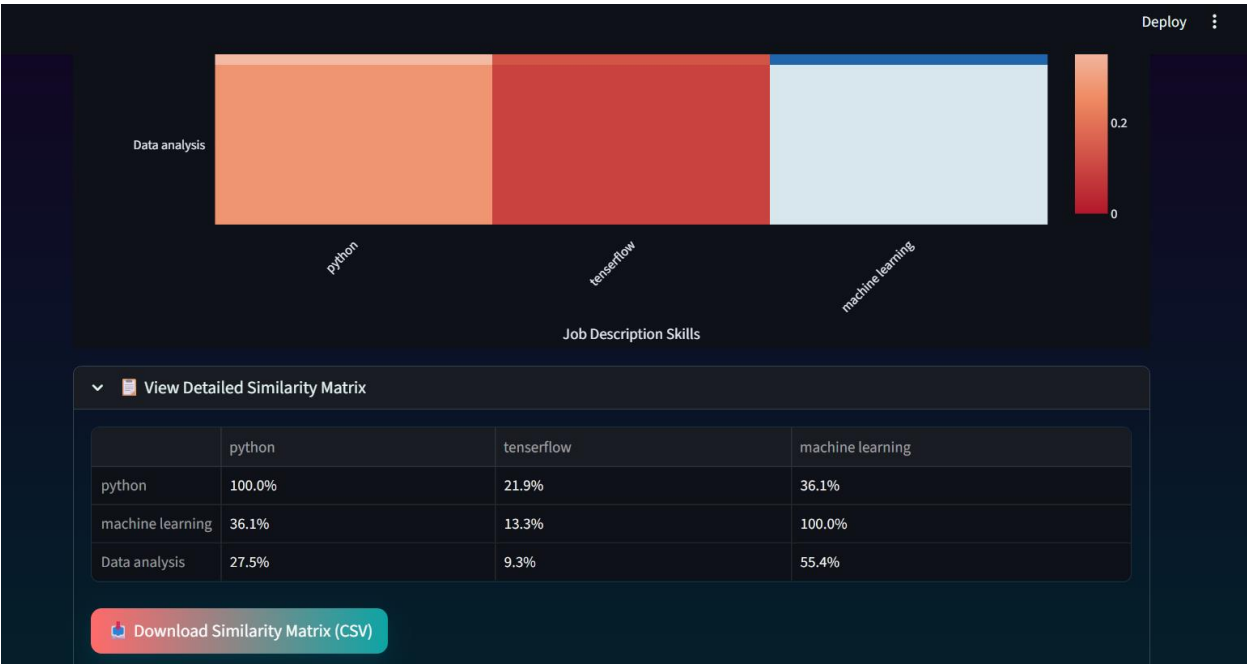 Deploy
Data analysis
0.2
0
python
tenserflow
machine learning
Job Description Skills
View Detailed Similarity Matrix
python tenserflow machine learning
python 100.0% 21.9% 36.1%
machine learning 36.1% 13.3% 100.0%
Data analysis 27.5% 9.3% 55.4%
Download Similarity Matrix (CSV)